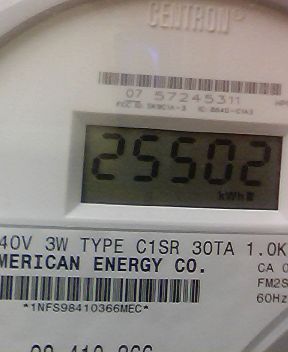 CENTRON
07 57245311
25502
kWh
40V 3W TYPE C1SR 30TA 1.0K
MERICAN ENERGY CO.
CA 0
FM2S
60Hz
*1NFS98410366MEC*